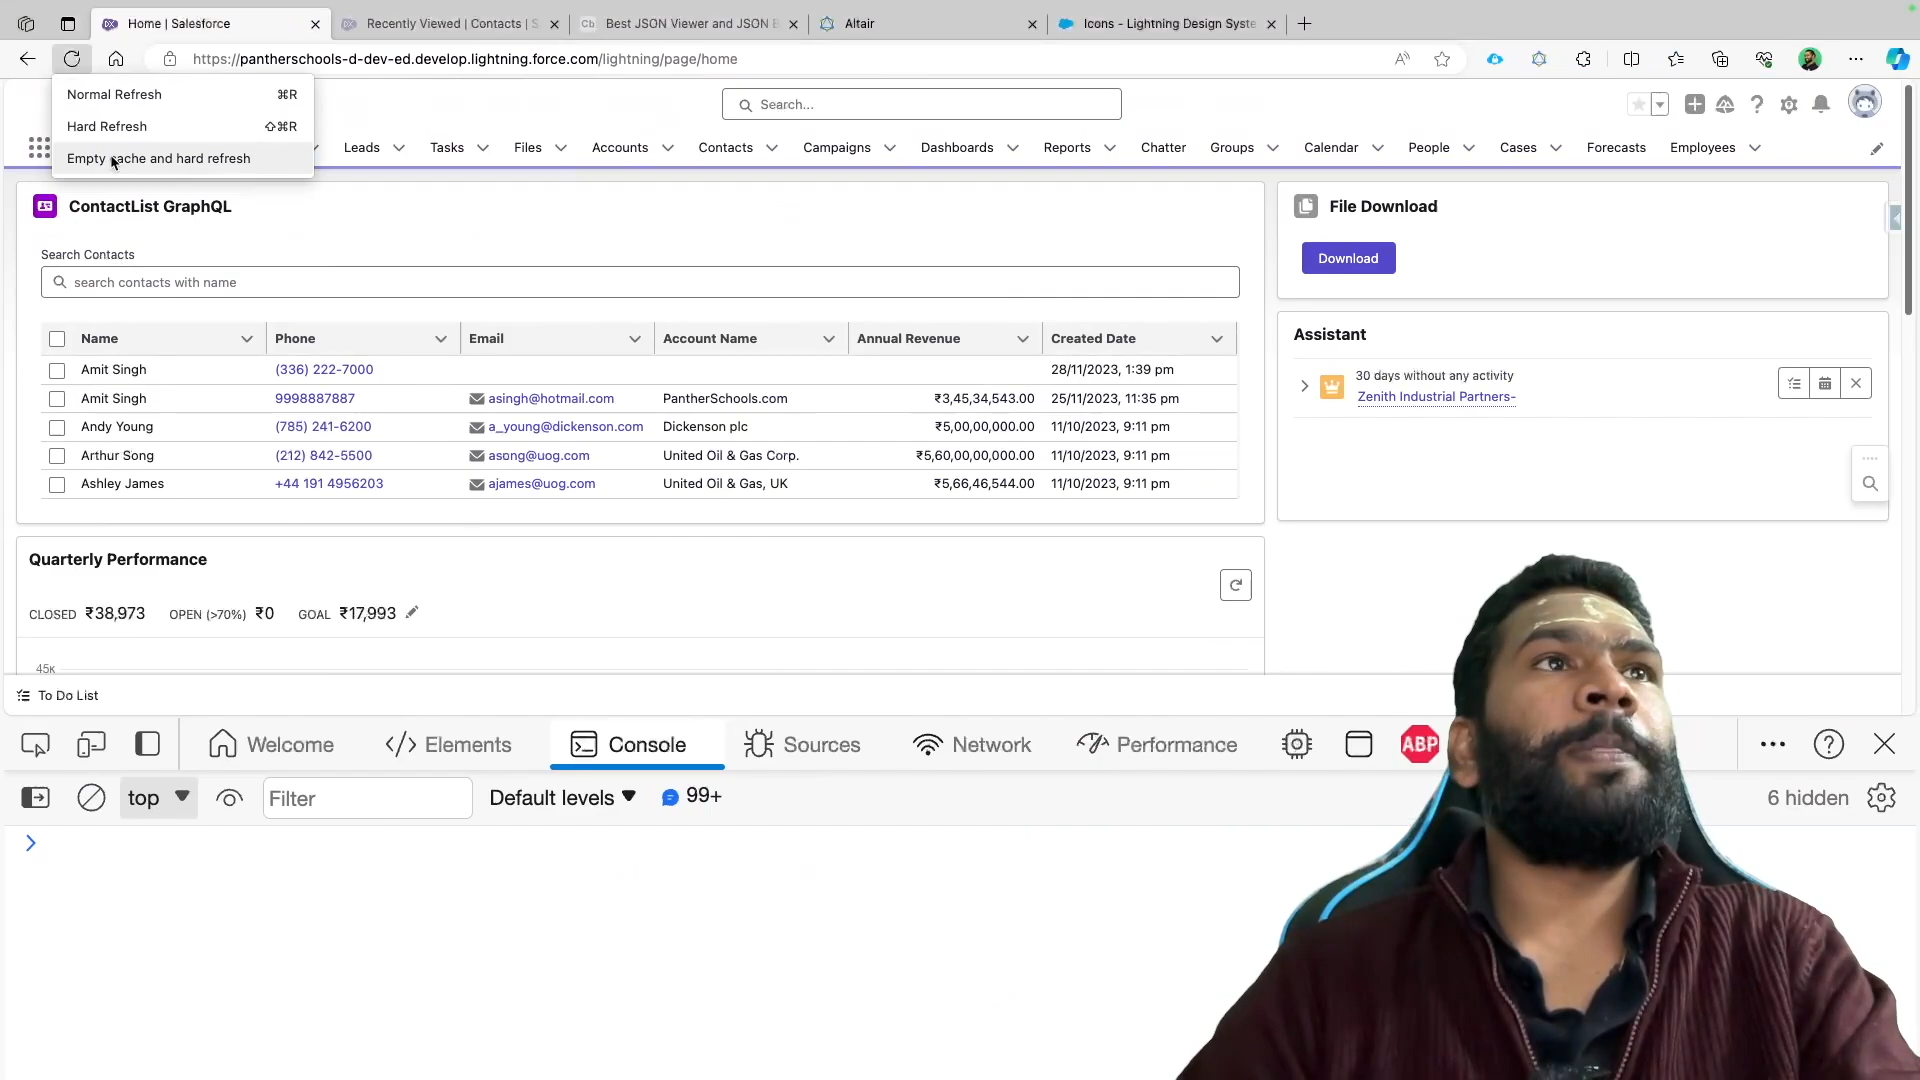 Home | Salesforce
Recently Viewed | Contacts | S
Cb Best JSON Viewer and JSON B
Altair
Icons - Lightning Design Syste
https://pantherschools-d-dev-ed.develop.lightning.force.com/lightning/page/home
Normal Refresh ⌘R
Hard Refresh ⇧⌘R
Empty cache and hard refresh
Search...
Leads
Tasks
Files
Accounts
Contacts
Campaigns
Dashboards
Reports
Chatter
Groups
Calendar
People
Cases
Forecasts
Employees
ContactList GraphQL
Search Contacts
search contacts with name
Name Phone Email Account Name Annual Revenue Created Date
Amit Singh (336) 222-7000 28/11/2023, 1:39 pm
Amit Singh 9998887887 asingh@hotmail.com PantherSchools.com ₹3,45,34,543.00 25/11/2023, 11:35 pm
Andy Young (785) 241-6200 a_young@dickenson.com Dickenson plc ₹5,00,00,000.00 11/10/2023, 9:11 pm
Arthur Song (212) 842-5500 asong@uog.com United Oil & Gas Corp. ₹5,60,00,00,000.00 11/10/2023, 9:11 pm
Ashley James +44 191 4956203 ajames@uog.com United Oil & Gas, UK ₹5,66,46,544.00 11/10/2023, 9:11 pm
File Download
Download
Assistant
30 days without any activity
Zenith Industrial Partners-
Quarterly Performance
CLOSED ₹38,973 OPEN (>70%) ₹0 GOAL ₹17,993
45K
To Do List
Welcome
Elements
Console
Sources
Network
Performance
ABP
top
Filter
Default levels
99+
6 hidden